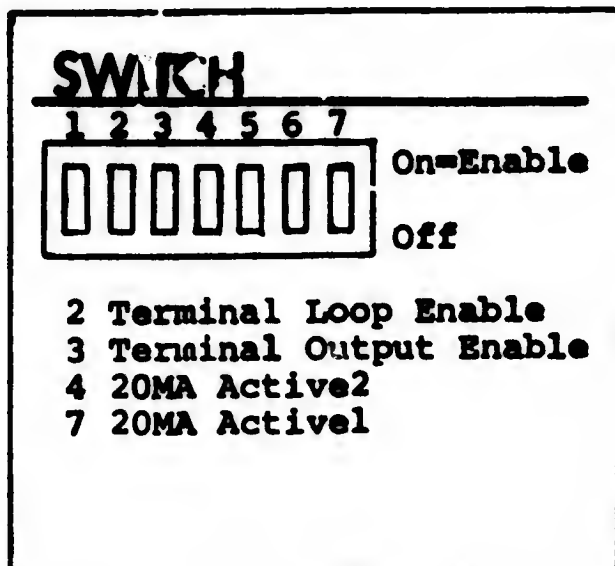 SWITCH
1 2 3 4 5 6 7
On=Enable
Off
2 Terminal Loop Enable
3 Terminal Output Enable
4 20MA Active2
7 20MA Active1